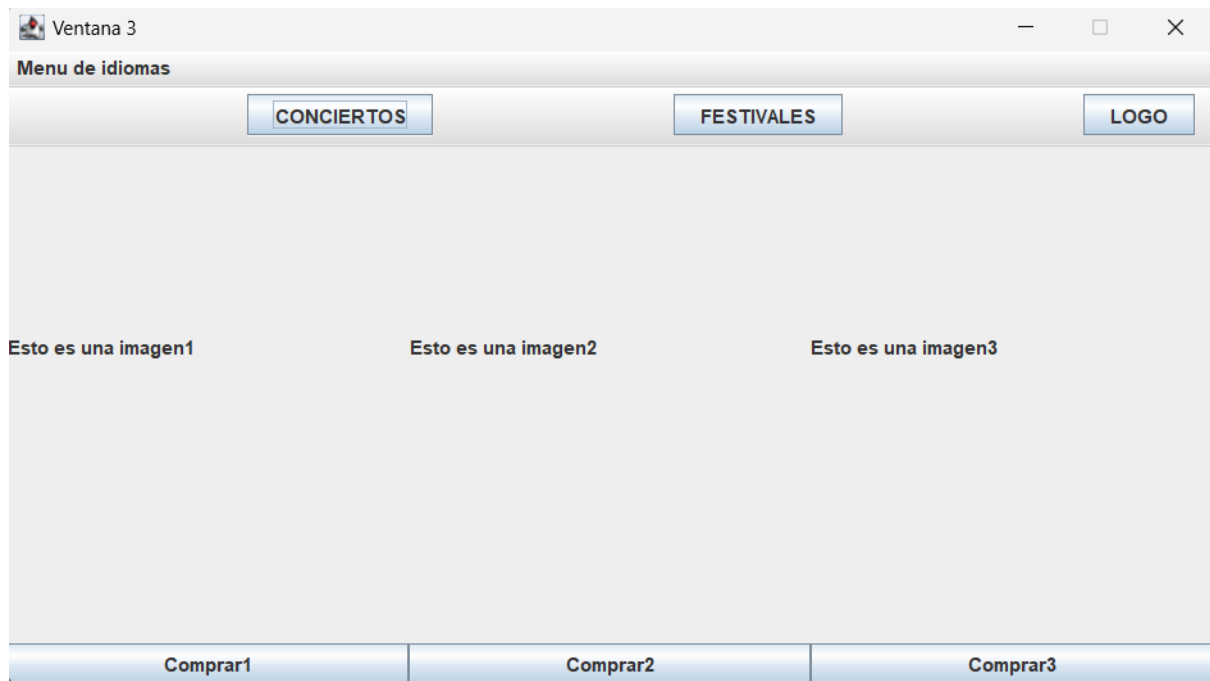 Ventana 3
Menu de idiomas
CONCIERTOS FESTIVALES LOGO
Esto es una imagen1 Esto es una imagen2 Esto es una imagen3
Comprar1 Comprar2 Comprar3